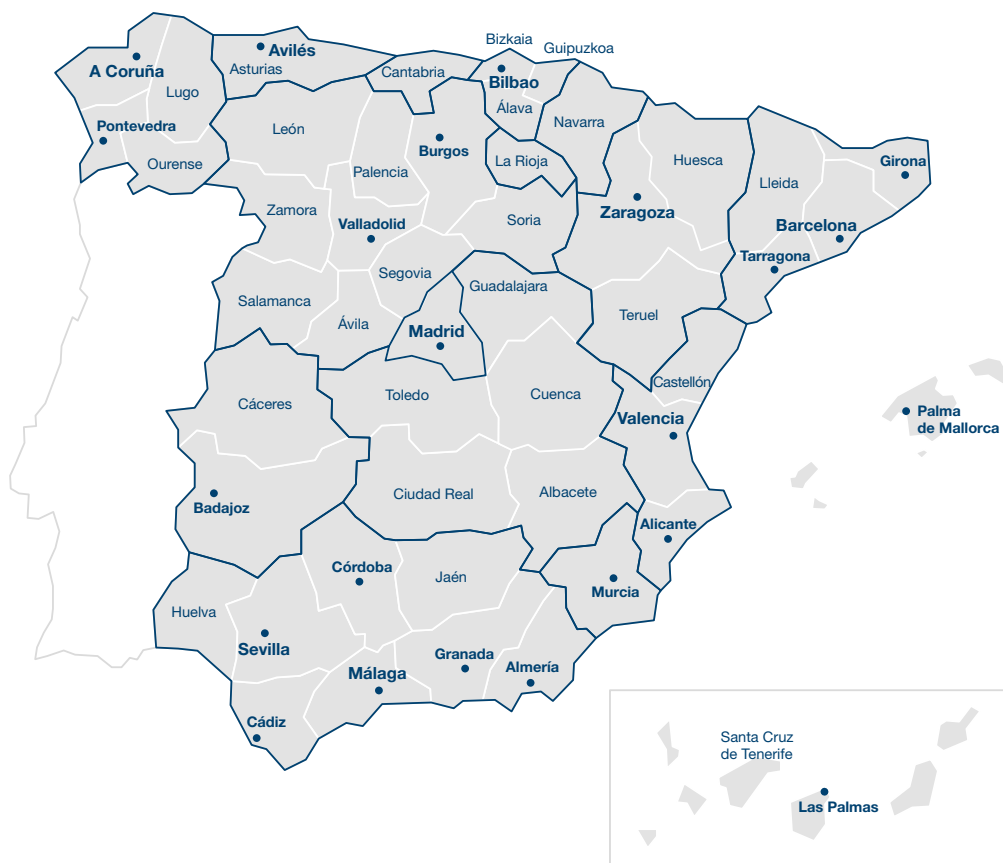 Bizkaia
Guipuzkoa
Avilés
A Coruña
Asturias
Cantabria
Bilbao
Lugo
Álava
Pontevedra
León
Navarra
Burgos
Ourense
La Rioja
Huesca
Girona
Palencia
Lleida
Zamora
Valladolid
Soria
Zaragoza
Barcelona
Tarragona
Segovia
Guadalajara
Salamanca
Ávila
Madrid
Teruel
Castellón
Cáceres
Toledo
Cuenca
Valencia
Palma
de Mallorca
Ciudad Real
Albacete
Badajoz
Alicante
Córdoba
Jaén
Murcia
Huelva
Sevilla
Granada
Almería
Málaga
Cádiz
Santa Cruz
de Tenerife
Las Palmas